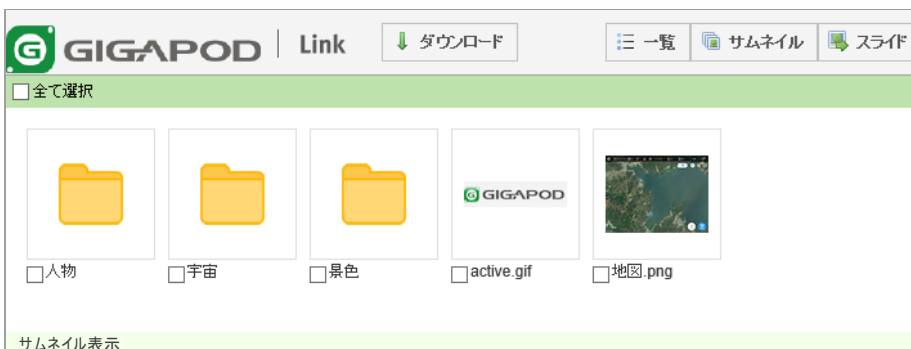 GIGAPOD Link ダウンロード 一覧 サムネイル スライド
全て選択
GIGAPOD
人物 宇宙 景色 active.gif 地図.png
サムネイル表示